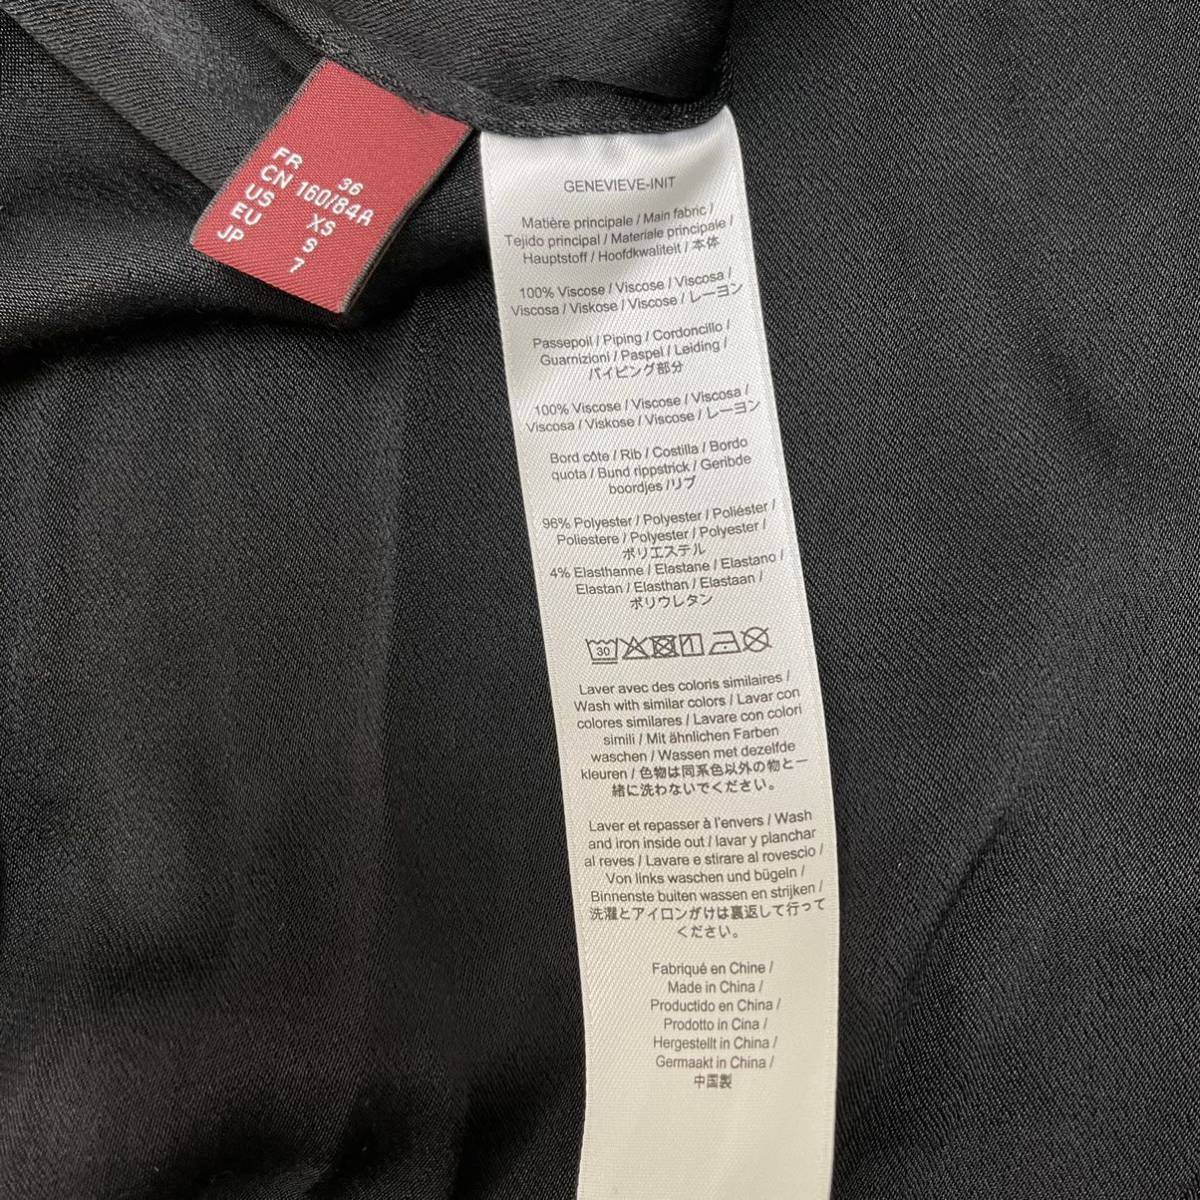 FR 36
CN 160/84A
US XS
EU S
JP 7
GENEVIEVE-INIT
Matière principale / Main fabric /
Tejido principal / Materiale principale /
Hauptstoff / Hoofdkwaliteit / 本体
100% Viscose / Viscose / Viscosa /
Viscosa / Viskose / Viscose / レーヨン
Passepoil / Piping / Cordoncillo /
Guarnizioni / Paspel / Leiding /
パイピング部分
100% Viscose / Viscose / Viscosa /
Viscosa / Viskose / Viscose / レーヨン
Bord côte / Rib / Costilla / Bordo
quota / Bund rippstrick / Geribde
boordjes /リブ
96% Polyester / Polyester / Poliéster /
Poliestere / Polyester / Polyester /
ポリエステル
4% Elasthanne / Elastane / Elastano /
Elastan / Elasthan / Elastaan /
ポリウレタン
30
Laver avec des coloris similaires /
Wash with similar colors / Lavar con
colores similares / Lavare con colori
simili / Mit ähnlichen Farben
waschen / Wassen met dezelfde
kleuren / 色物は同系色以外の物と一
緒に洗わないでください。
Laver et repasser à l'envers / Wash
and iron inside out / lavar y planchar
al reves / Lavare e stirare al rovescio /
Von links waschen und bügeln /
Binnenste buiten wassen en strijken /
洗濯とアイロンがけは裏返して行って
ください。
Fabriqué en Chine /
Made in China /
Productido en China /
Prodotto in Cina /
Hergestellt in China /
Germaakt in China /
中国製